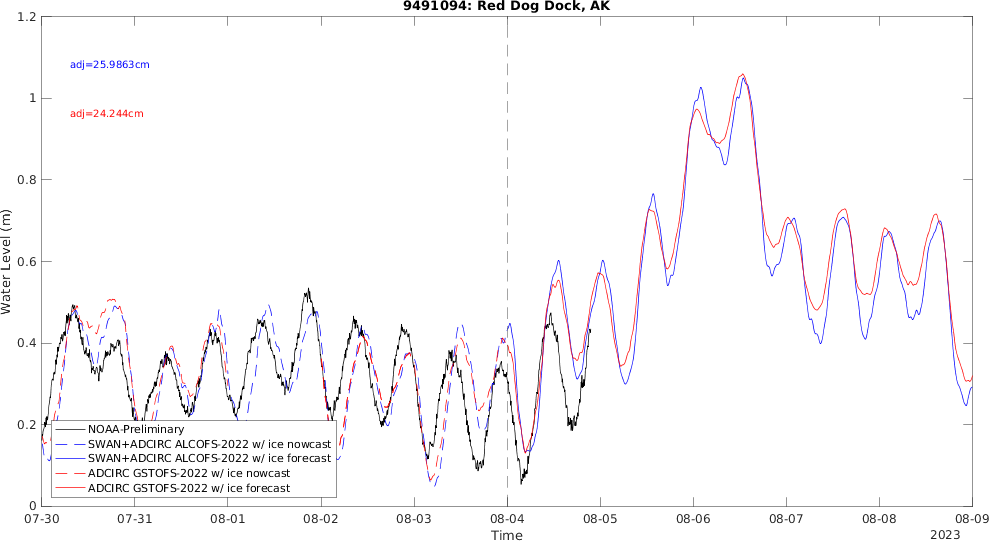 9491094: Red Dog Dock, AK
1.2
1
0.8
0.6
0.4
0.2
0
Water Level (m)
adj=25.9863cm
adj=24.244cm
NOAA-Preliminary
SWAN+ADCIRC ALCOFS-2022 w/ ice nowcast
SWAN+ADCIRC ALCOFS-2022 w/ ice forecast
ADCIRC GSTOFS-2022 w/ ice nowcast
ADCIRC GSTOFS-2022 w/ ice forecast
07-30 07-31 08-01 08-02 08-03 08-04 08-05 08-06 08-07 08-08 08-09
Time
2023